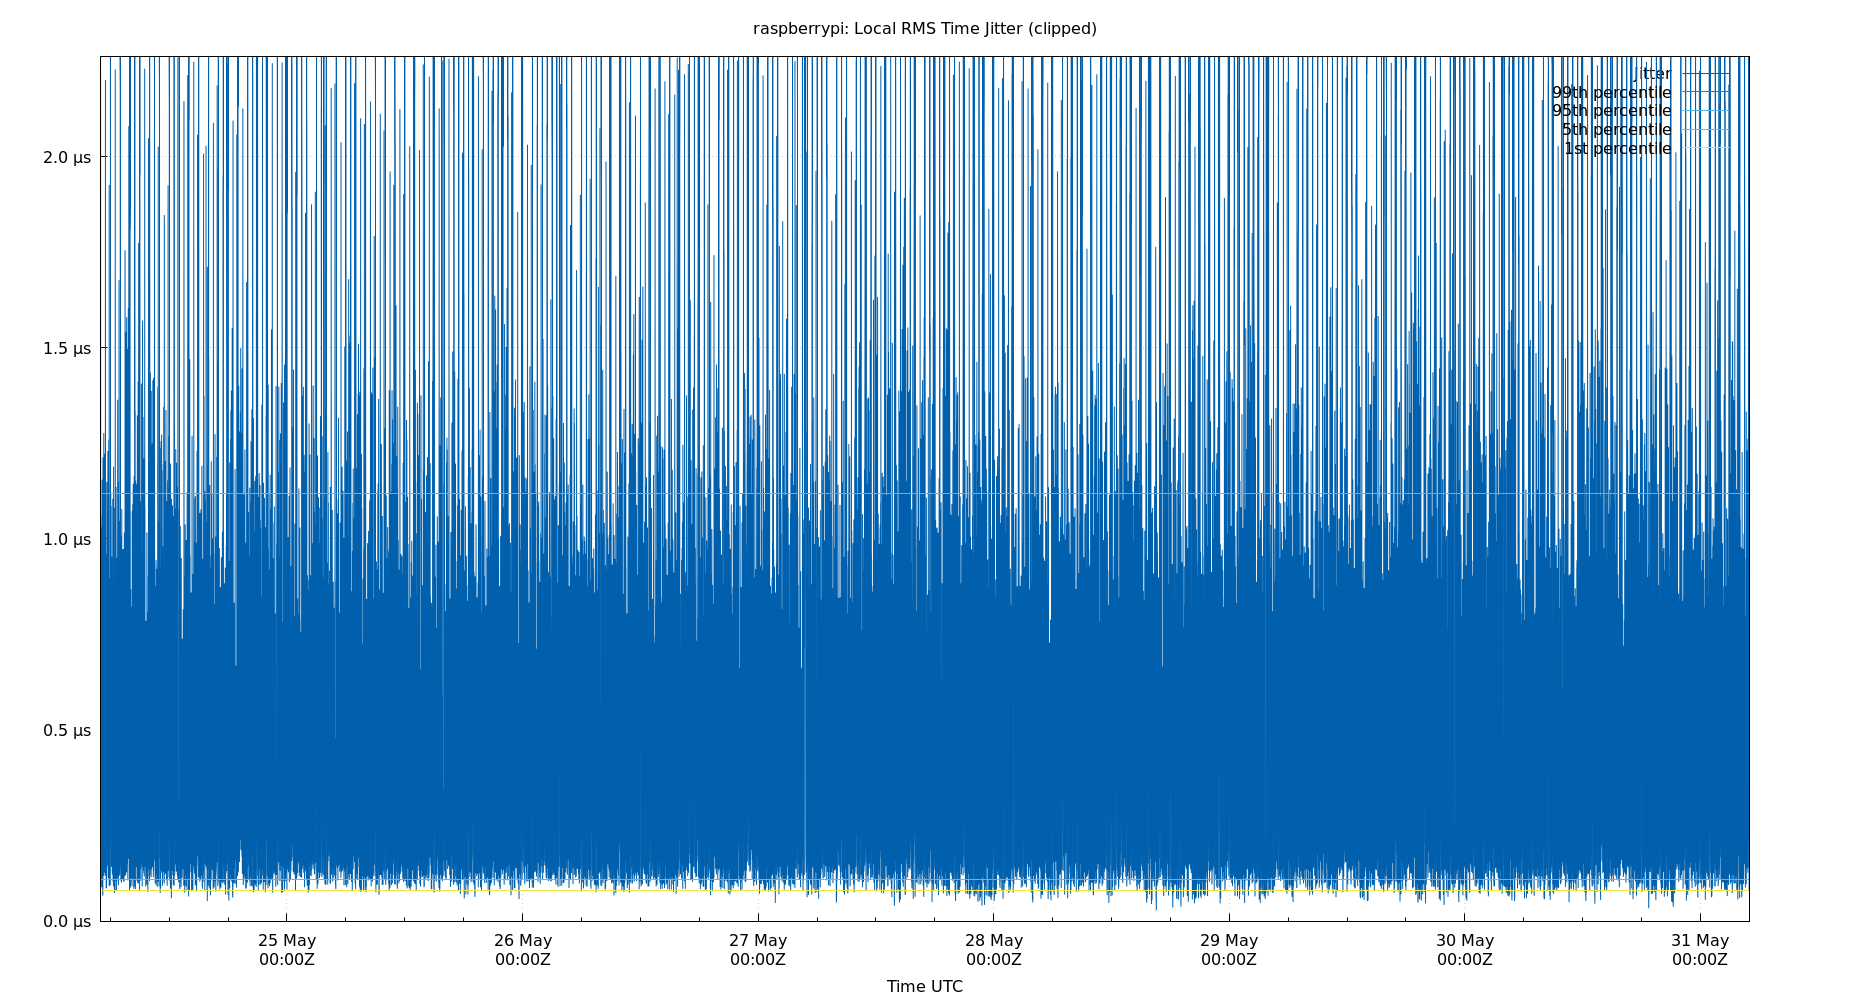 raspberrypi: Local RMS Time Jitter (clipped)
jitter
99th percentile
95th percentile
5th percentile
1st percentile
2.0 µs
1.5 µs
1.0 µs
0.5 µs
0.0 µs
25 May 26 May 27 May 28 May 29 May 30 May 31 May
00:00Z 00:00Z 00:00Z 00:00Z 00:00Z 00:00Z 00:00Z
Time UTC